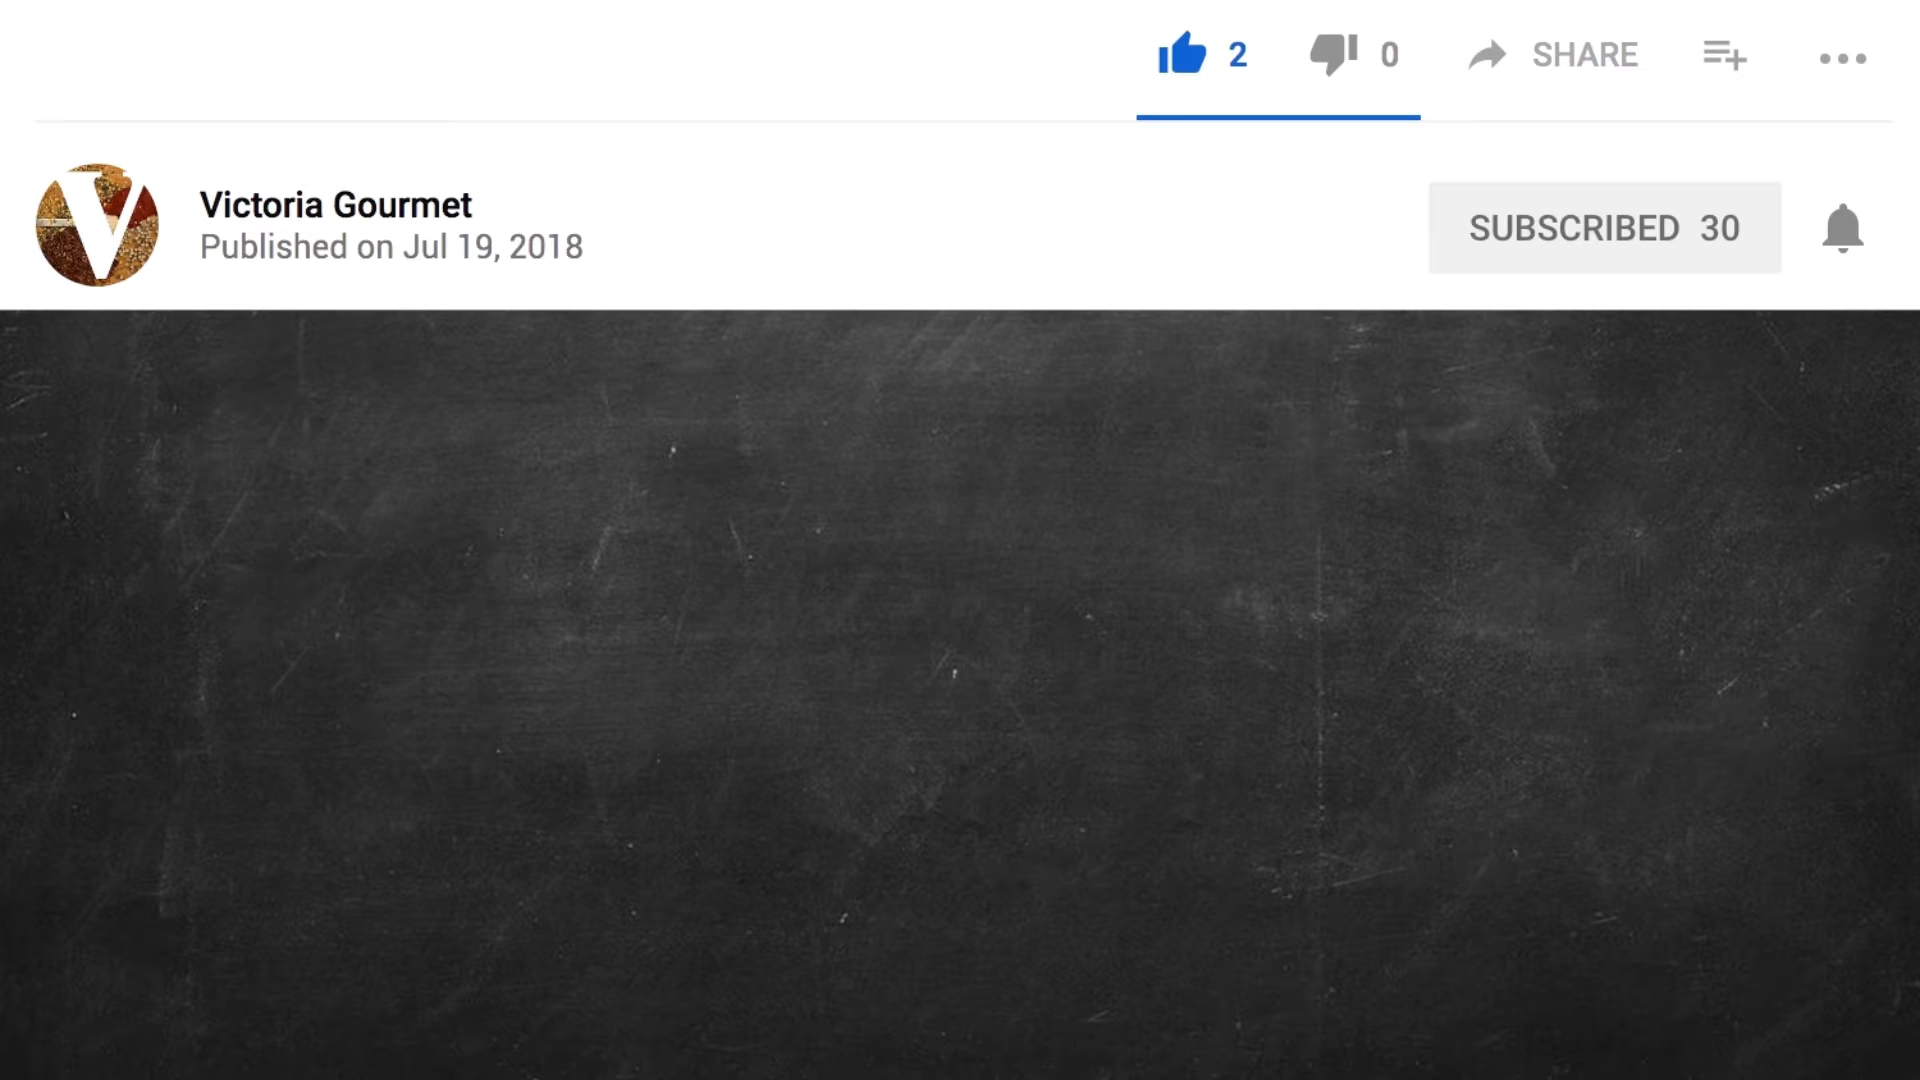 2 0 SHARE
Victoria Gourmet
Published on Jul 19, 2018
SUBSCRIBED 30
V